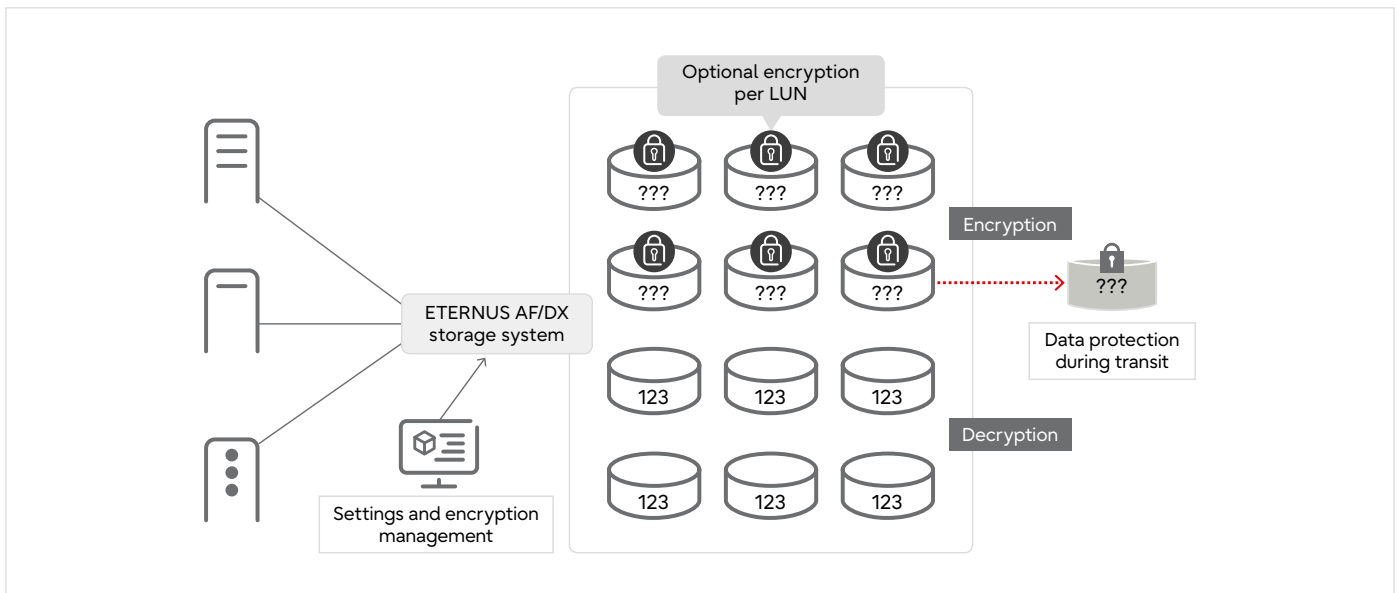 Optional encryption
per LUN
??? ??? ???
Encryption
??? ??? ???
???
ETERNUS AF/DX
storage system
Data protection
during transit
123 123 123
Decryption
123 123 123
Settings and encryption
management